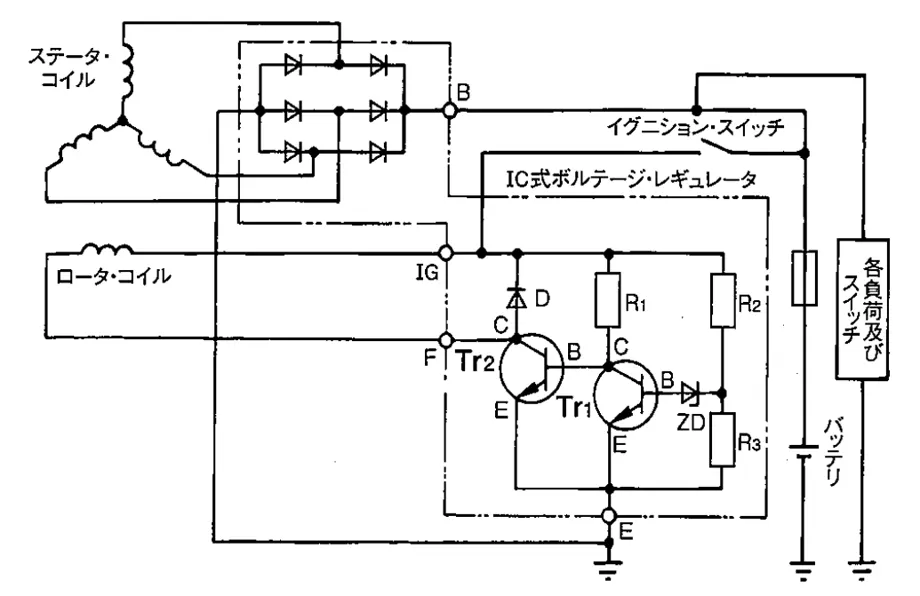 ステータ・
コイル
B
イグニション・スイッチ
IC式ボルテージ・レギュレータ
ロータ・コイル
IG
D
R1
R2
各負荷及び
スイッチ
C
F
Tr2
B
C
E
Tr1
B
ZD
E
R3
バッテリ
E